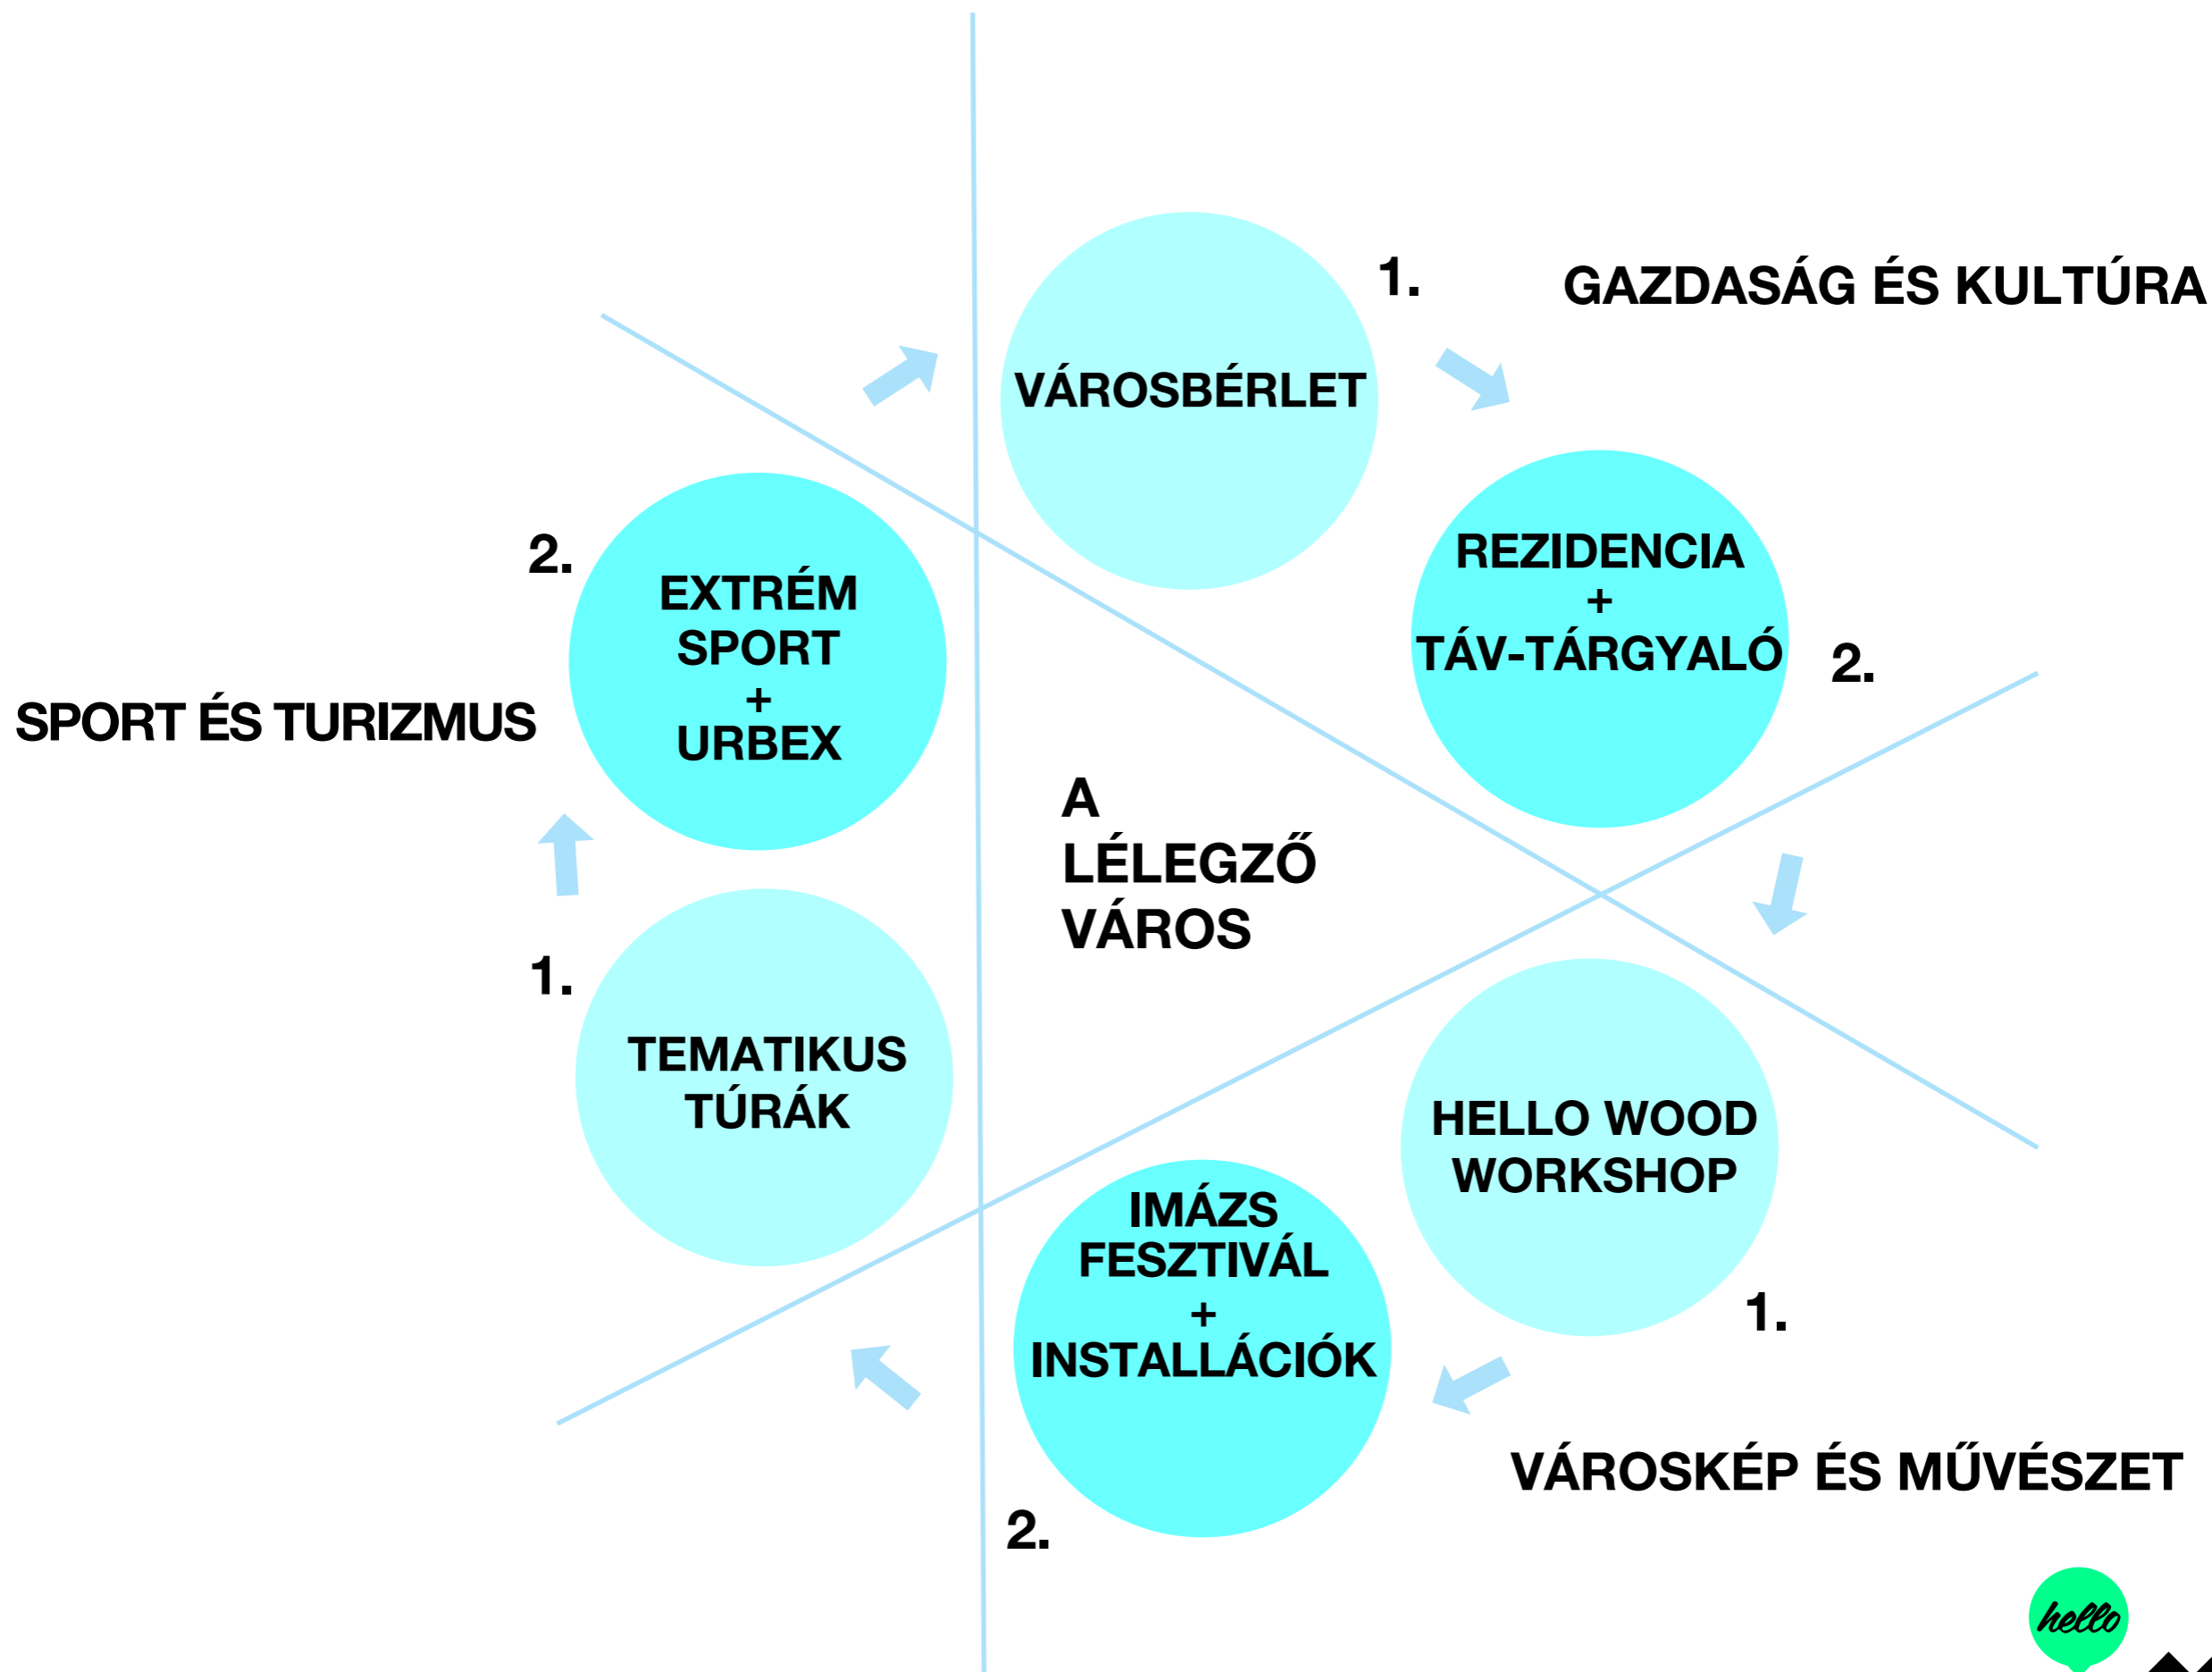 VÁROSBÉRLET
1.
GAZDASÁG ÉS KULTÚRA
REZIDENCIA
+
TÁV-TÁRGYALÓ
2.
2.
EXTRÉM
SPORT
+
URBEX
SPORT ÉS TURIZMUS
A
LÉLEGZŐ
VÁROS
1.
TEMATIKUS
TÚRÁK
HELLO WOOD
WORKSHOP
1.
IMÁZS
FESZTIVÁL
+
INSTALLÁCIÓK
2.
VÁROSKÉP ÉS MŰVÉSZET
hello